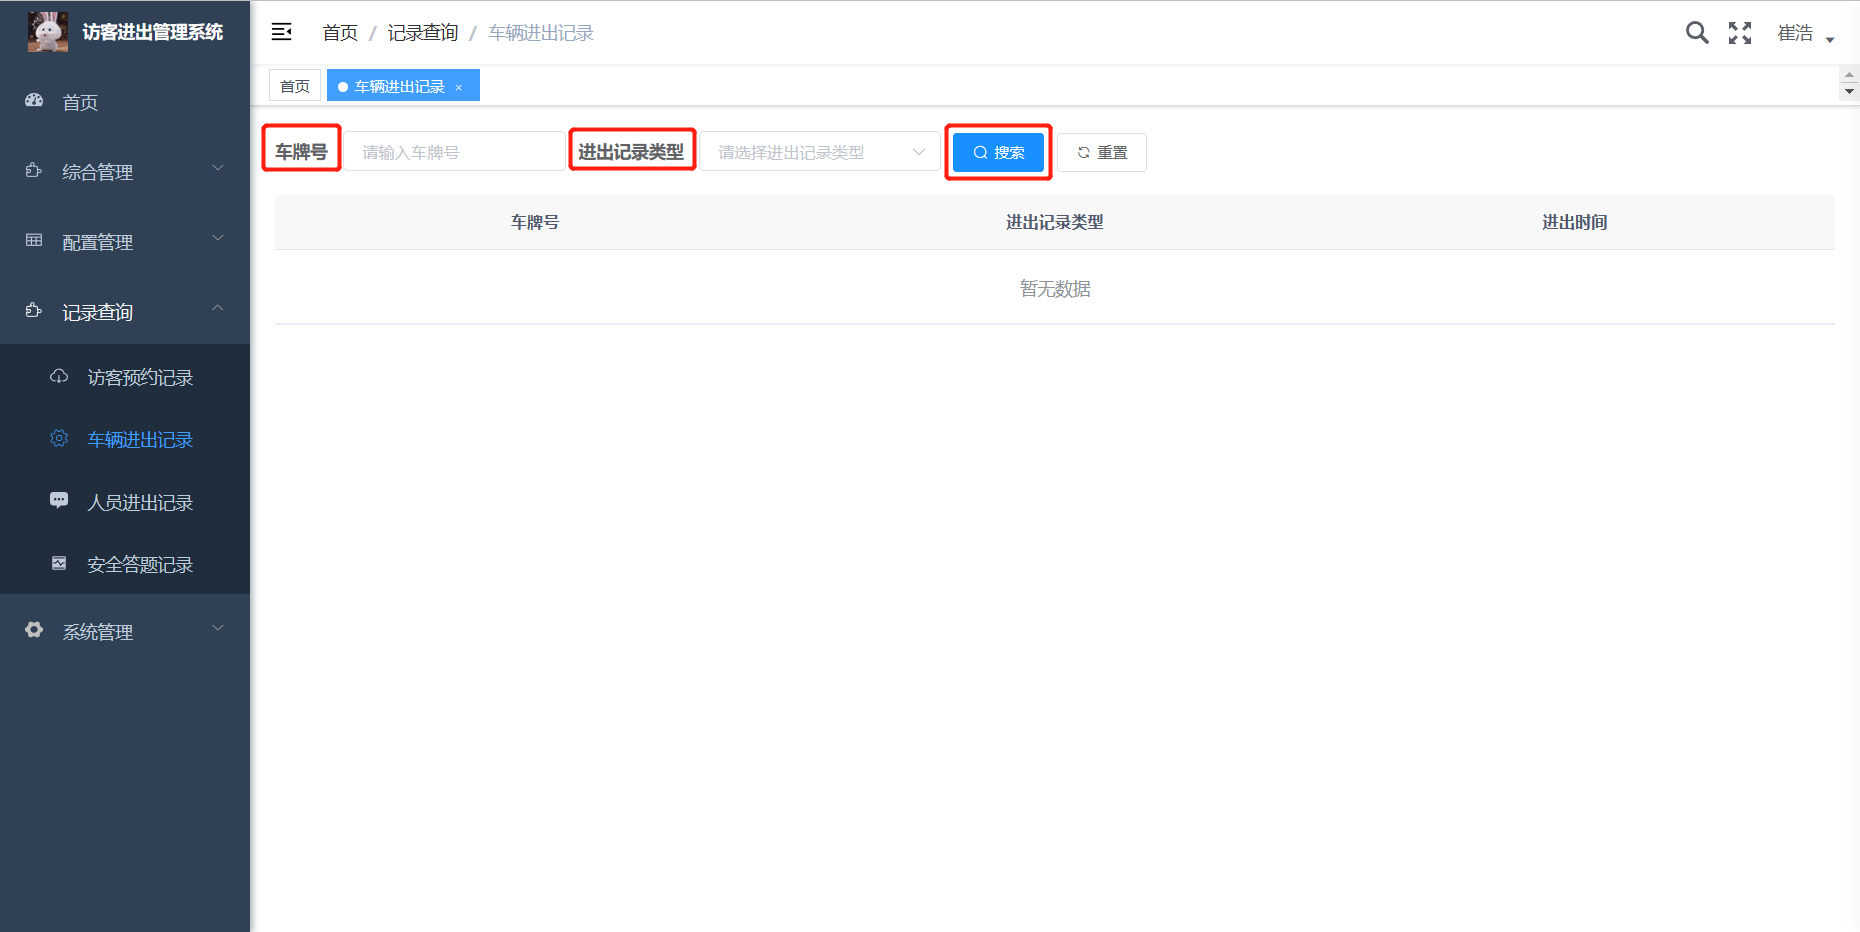 访客进出管理系统
首页 / 记录查询 / 车辆进出记录
崔浩
首页
车辆进出记录 ×
首页
综合管理
配置管理
记录查询
访客预约记录
车辆进出记录
人员进出记录
安全答题记录
系统管理
车牌号 请输入车牌号 进出记录类型 请选择进出记录类型 搜索 重置
车牌号 进出记录类型 进出时间
暂无数据